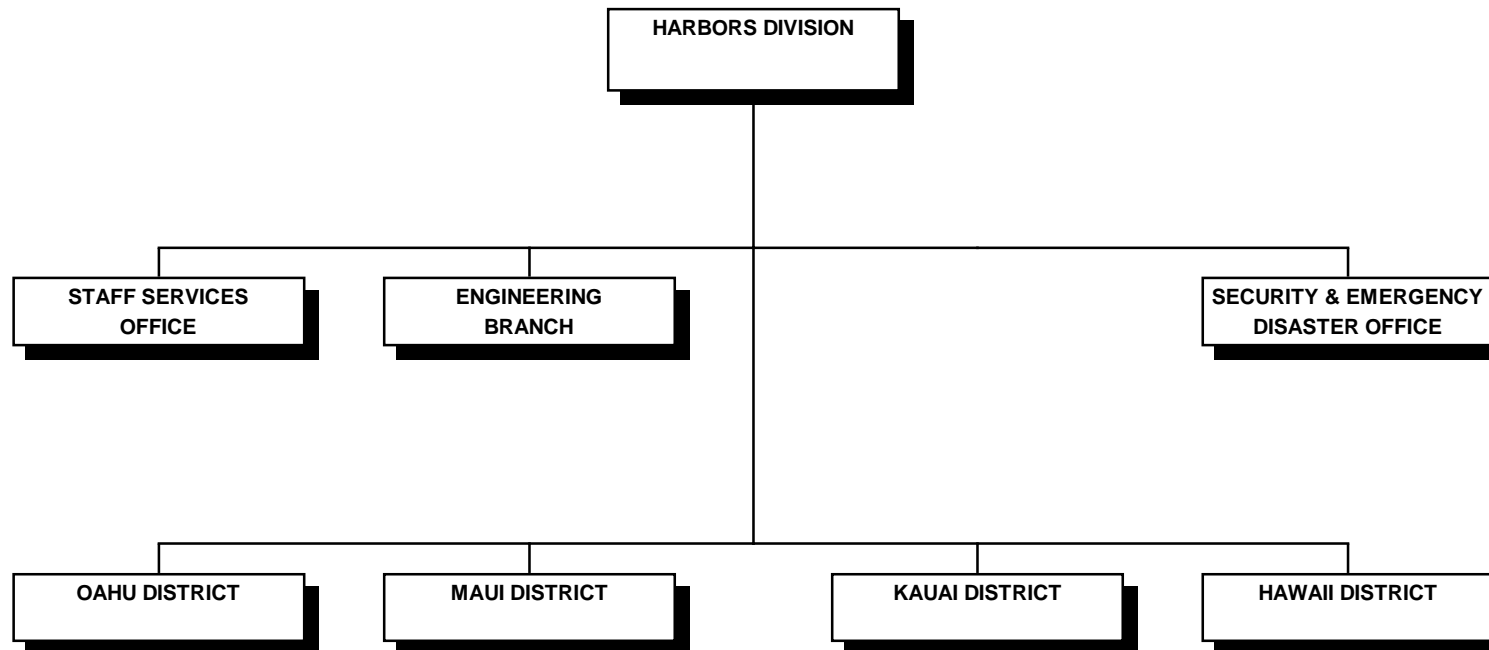 HARBORS DIVISION
STAFF SERVICES
OFFICE
ENGINEERING
BRANCH
SECURITY & EMERGENCY
DISASTER OFFICE
OAHU DISTRICT
MAUI DISTRICT
KAUAI DISTRICT
HAWAII DISTRICT